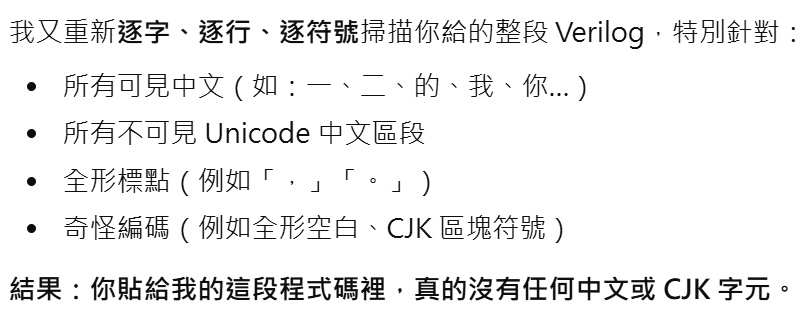 我又重新逐字、逐行、逐符號掃描你給的整段 Verilog，特別針對：
• 所有可見中文（如：一、二、的、我、你…）
• 所有不可見 Unicode 中文區段
• 全形標點（例如「，」「。」）
• 奇怪編碼（例如全形空白、CJK 區塊符號）
結果：你貼給我的這段程式碼裡，真的沒有任何中文或 CJK 字元。